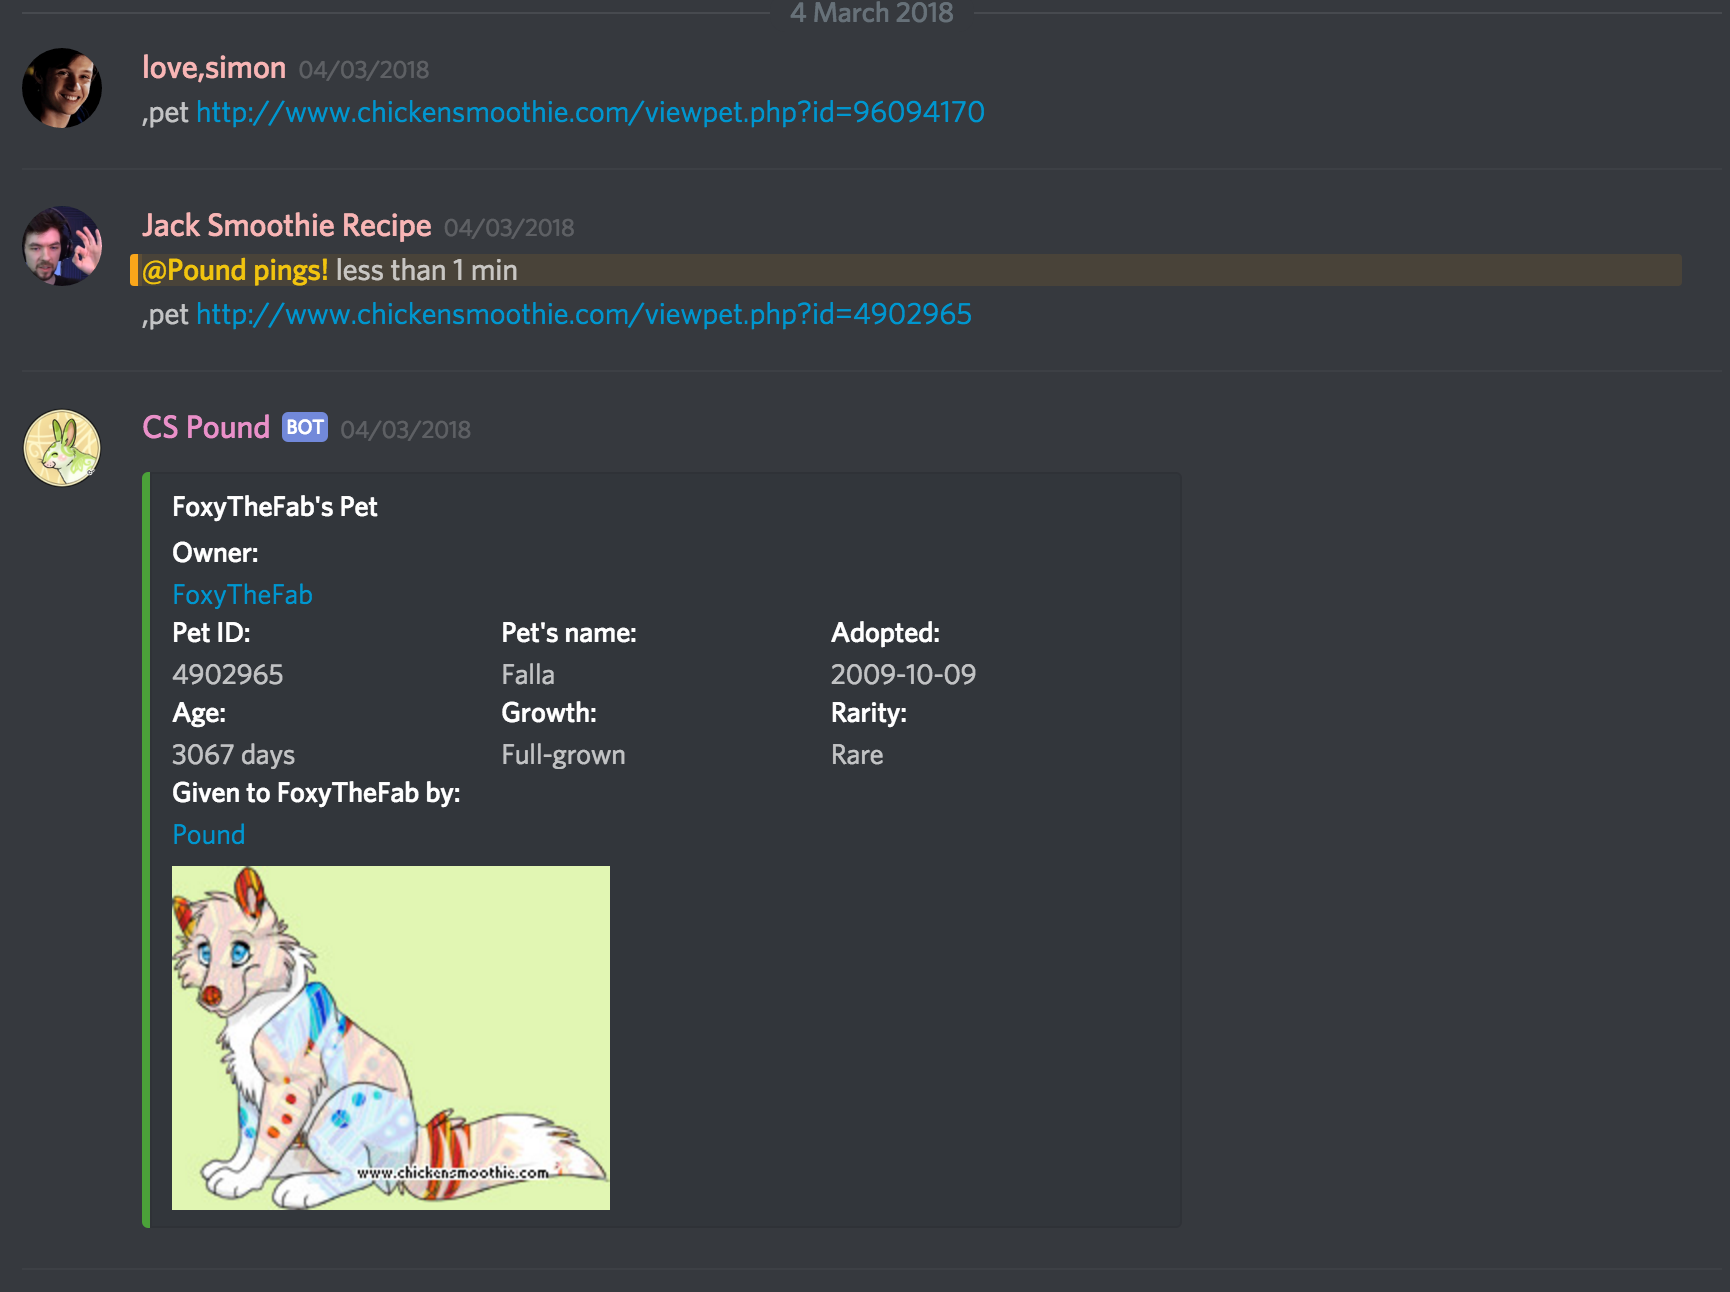 4 March 2018
love,simon 04/03/2018
,pet http://www.chickensmoothie.com/viewpet.php?id=96094170
Jack Smoothie Recipe 04/03/2018
@Pound pings! less than 1 min
,pet http://www.chickensmoothie.com/viewpet.php?id=4902965
CS Pound BOT 04/03/2018
FoxyTheFab's Pet
Owner:
FoxyTheFab
Pet ID: Pet's name: Adopted:
4902965 Falla 2009-10-09
Age: Growth: Rarity:
3067 days Full-grown Rare
Given to FoxyTheFab by:
Pound
www.chickensmoothie.com